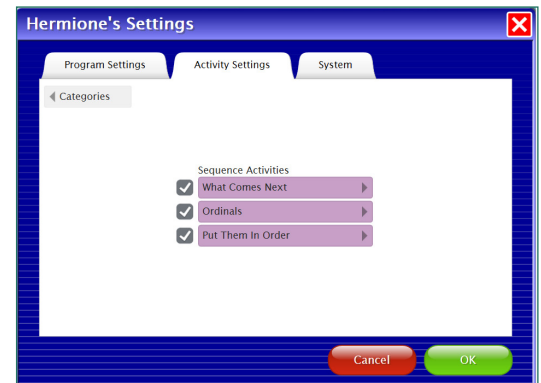 Hermione's Settings
Program Settings Activity Settings System
Categories
Sequence Activities
What Comes Next
Ordinals
Put Them In Order
Cancel OK